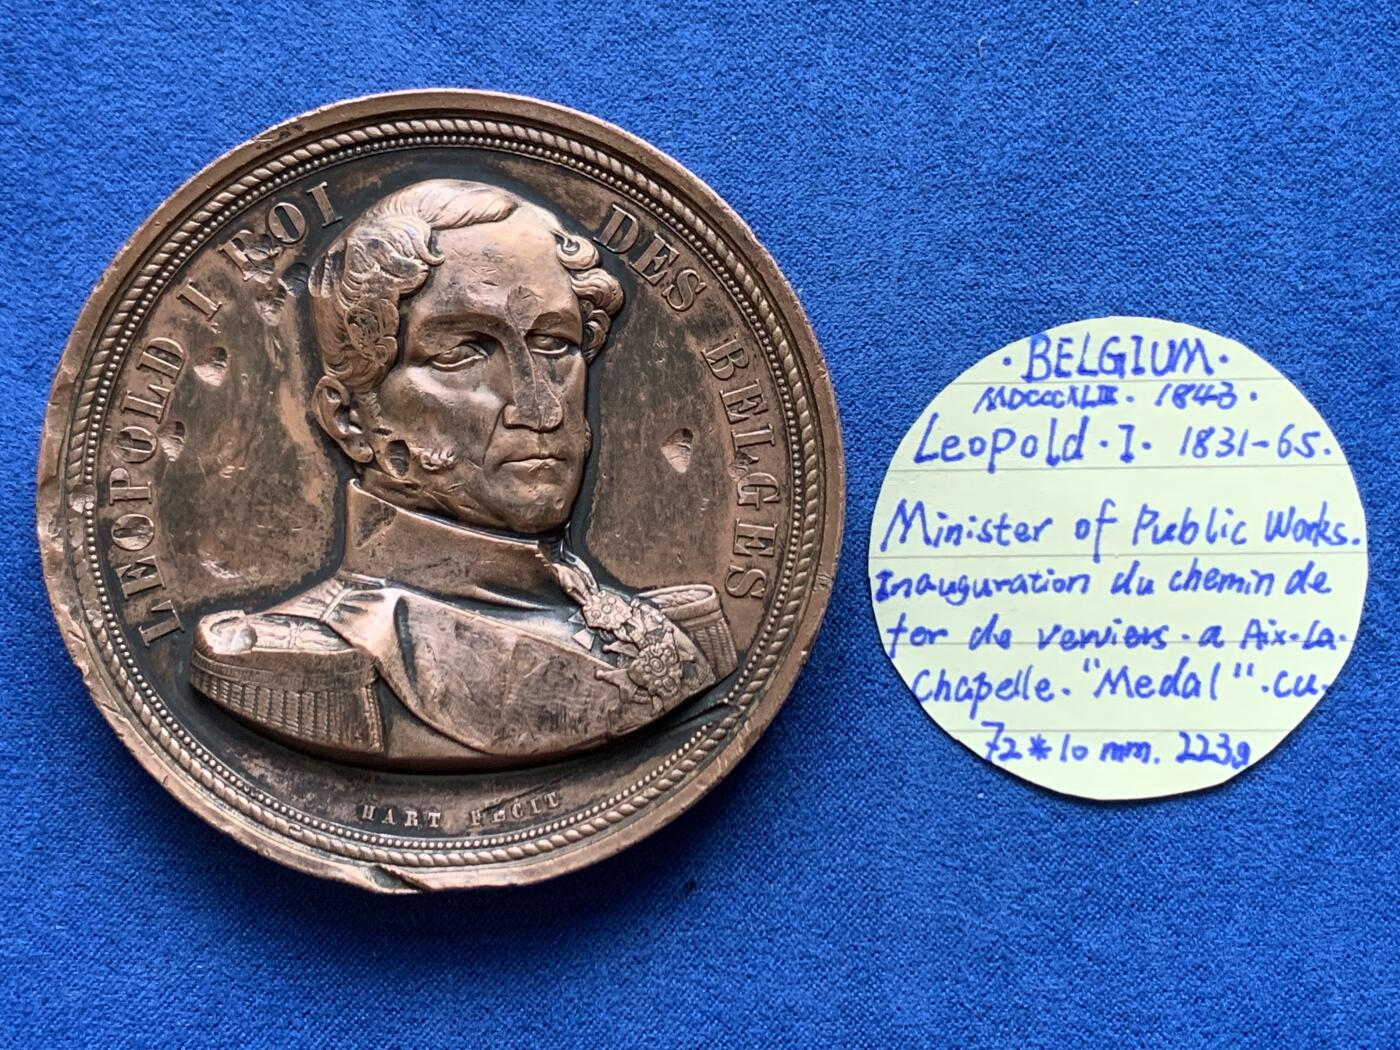 LEOPOLD I ROI DES BELGES
HART FECIT
· BELGIUM ·
MDCCCXLIII · 1843 ·
Leopold · I · 1831-65 ·
Minister of Public Works.
inauguration du chemin de
fer de verviers · a Aix-la-
Chapelle. "Medal" · cu.
72 * 10 mm. 223g